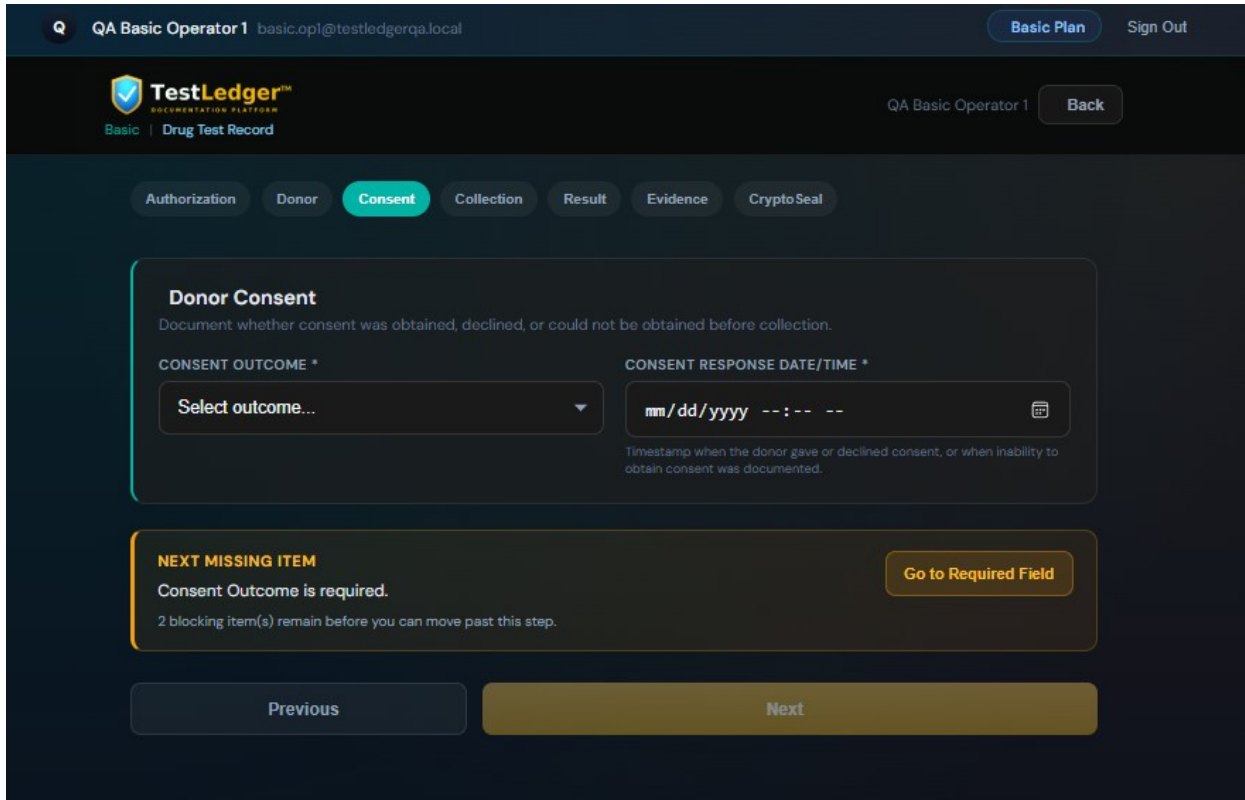 Q QA Basic Operator 1 basic.op1@testledgerqa.local Basic Plan Sign Out
TestLedger™
DOCUMENTATION PLATFORM
Basic | Drug Test Record
QA Basic Operator 1 Back
Authorization Donor Consent Collection Result Evidence CryptoSeal
Donor Consent
Document whether consent was obtained, declined, or could not be obtained before collection.
CONSENT OUTCOME * CONSENT RESPONSE DATE/TIME *
Select outcome... mm/dd/yyyy --:-- --
Timestamp when the donor gave or declined consent, or when inability to
obtain consent was documented.
NEXT MISSING ITEM
Consent Outcome is required.
Go to Required Field
2 blocking item(s) remain before you can move past this step.
Previous Next